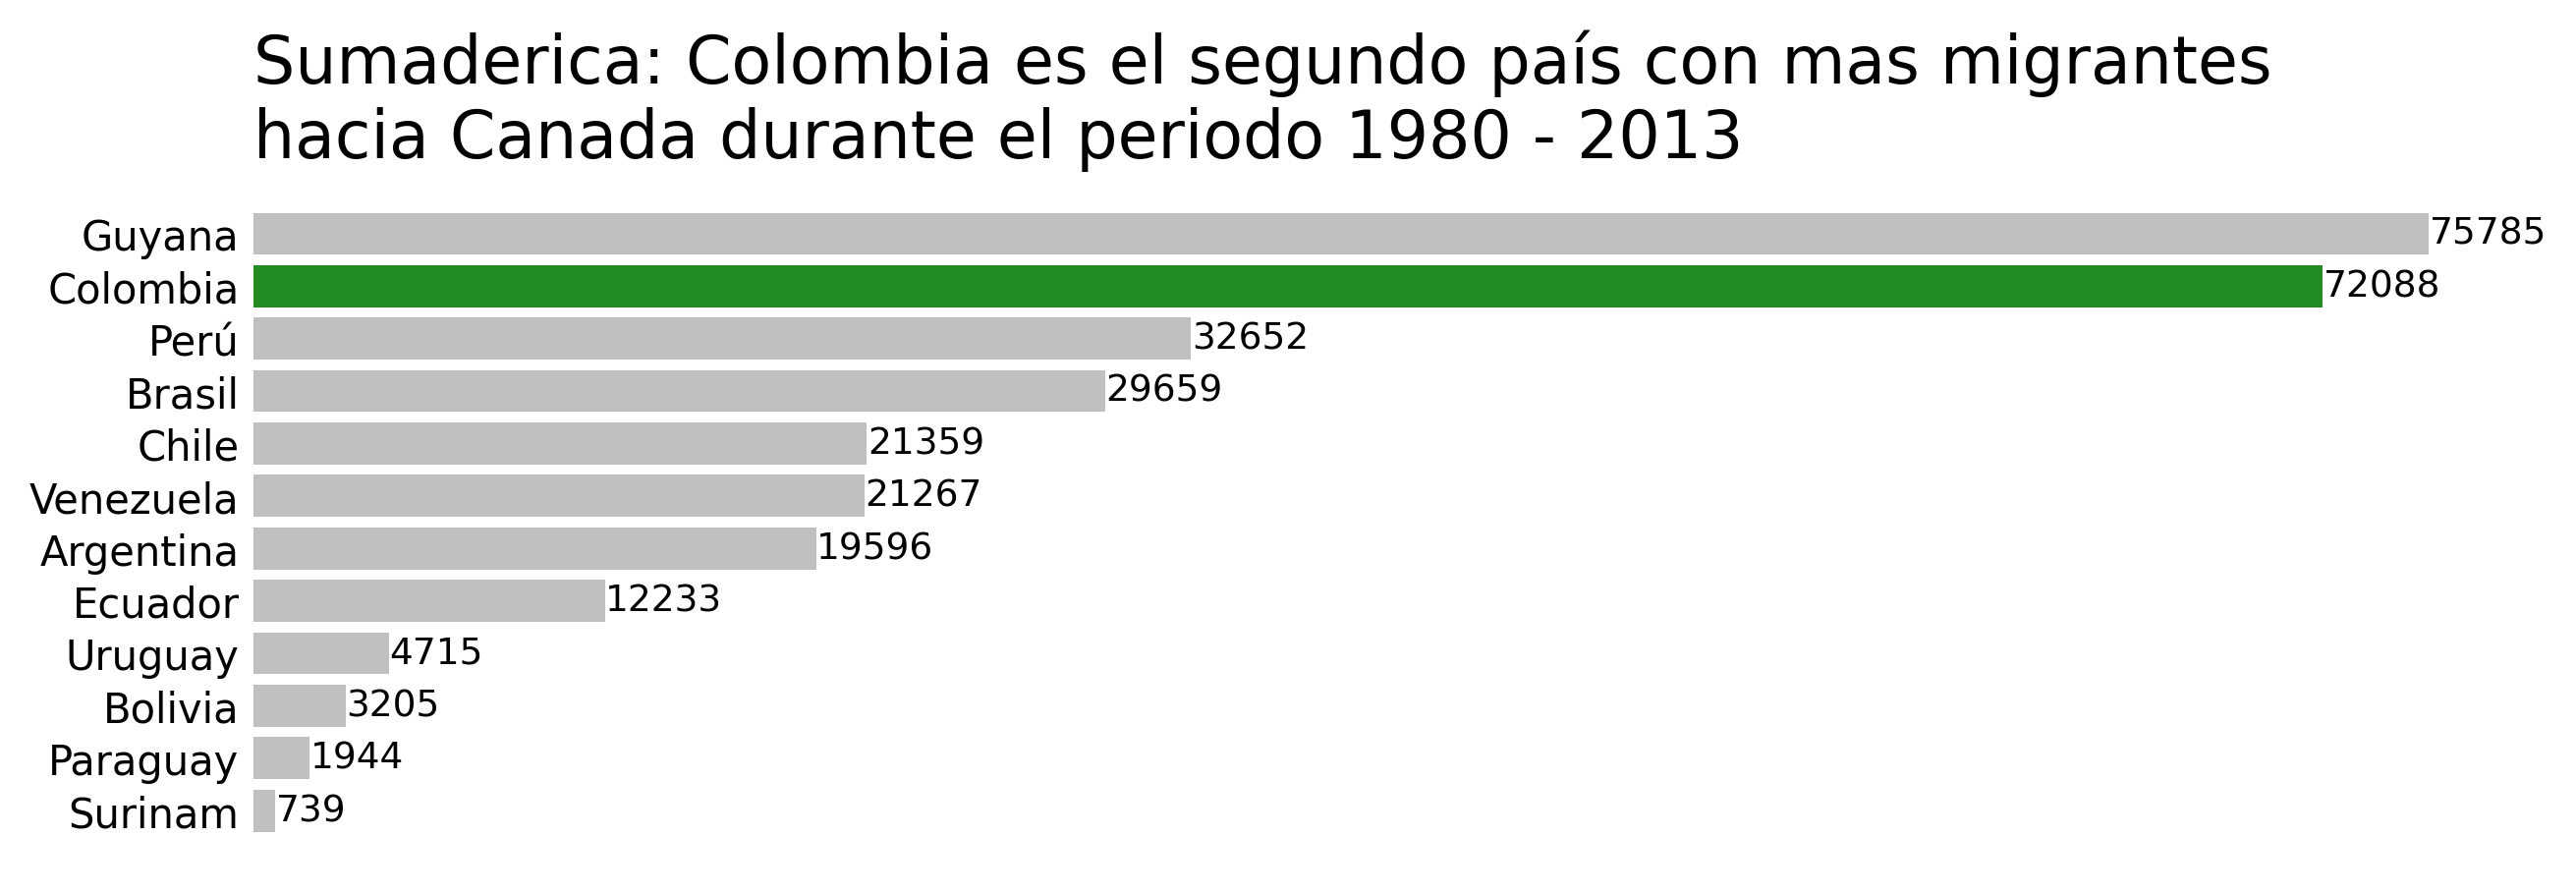 Sumaderica: Colombia es el segundo país con mas migrantes
hacia Canada durante el periodo 1980 - 2013
Guyana 75785
Colombia 72088
Perú 32652
Brasil 29659
Chile 21359
Venezuela 21267
Argentina 19596
Ecuador 12233
Uruguay 4715
Bolivia 3205
Paraguay 1944
Surinam 739